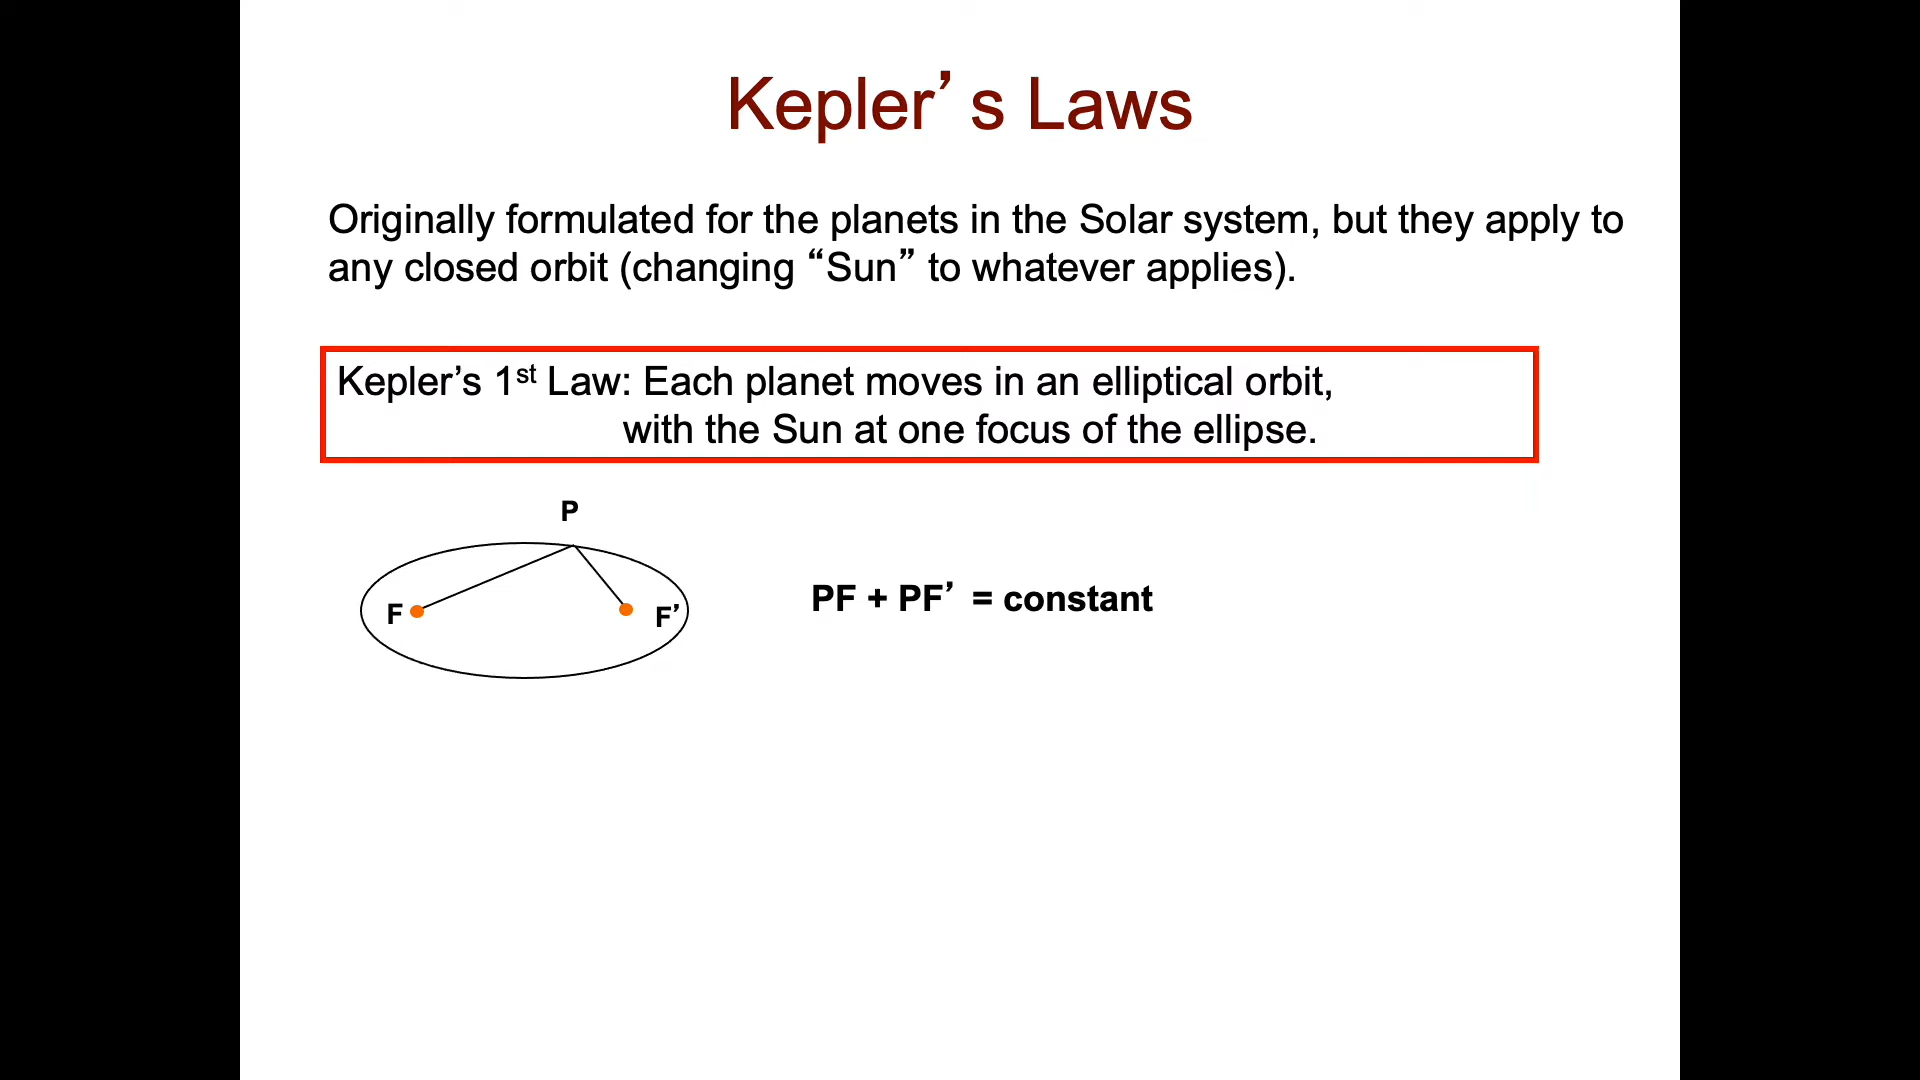 Kepler’s Laws
Originally formulated for the planets in the Solar system, but they apply to
any closed orbit (changing “Sun” to whatever applies).
Kepler’s 1st Law: Each planet moves in an elliptical orbit,
with the Sun at one focus of the ellipse.
P
F
F’
PF + PF’ = constant